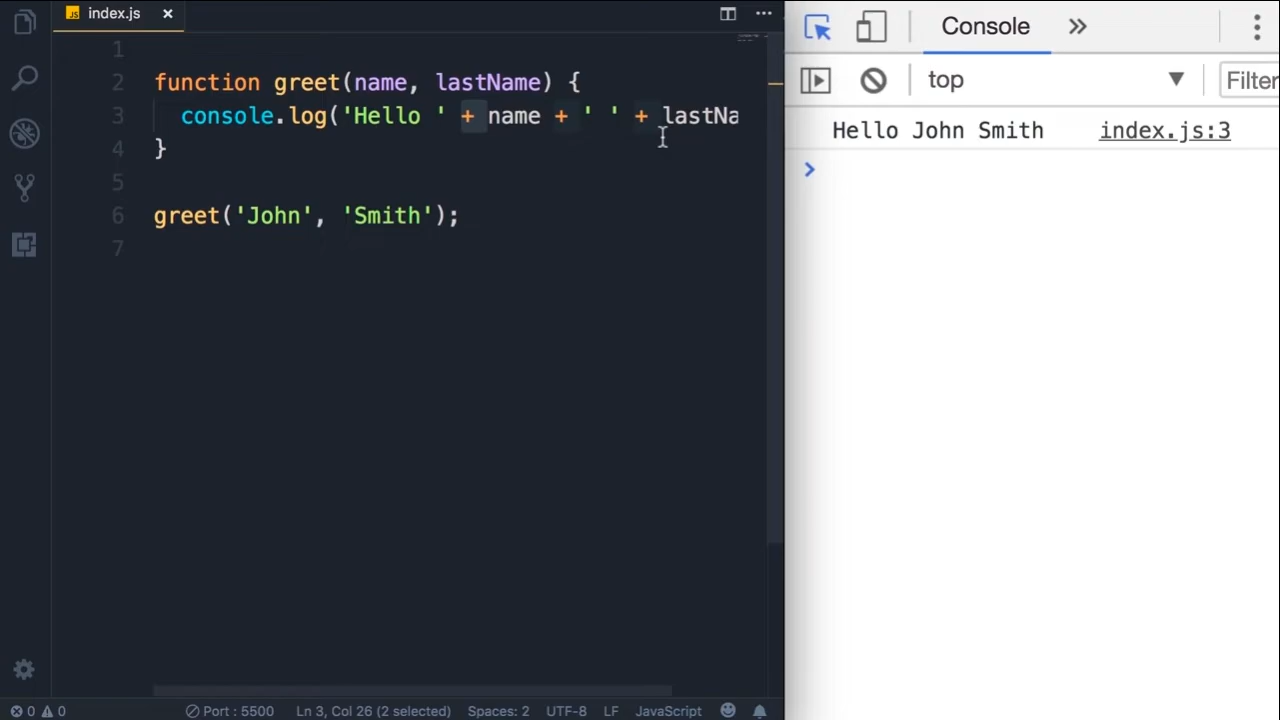 index.js
1
2 function greet(name, lastName) {
3 console.log('Hello ' + name + ' ' + lastNa
4 }
5
6 greet('John', 'Smith');
7
0 0 Port : 5500 Ln 3, Col 26 (2 selected) Spaces: 2 UTF-8 LF JavaScript
Console »
top ▼ Filter
Hello John Smith index.js:3